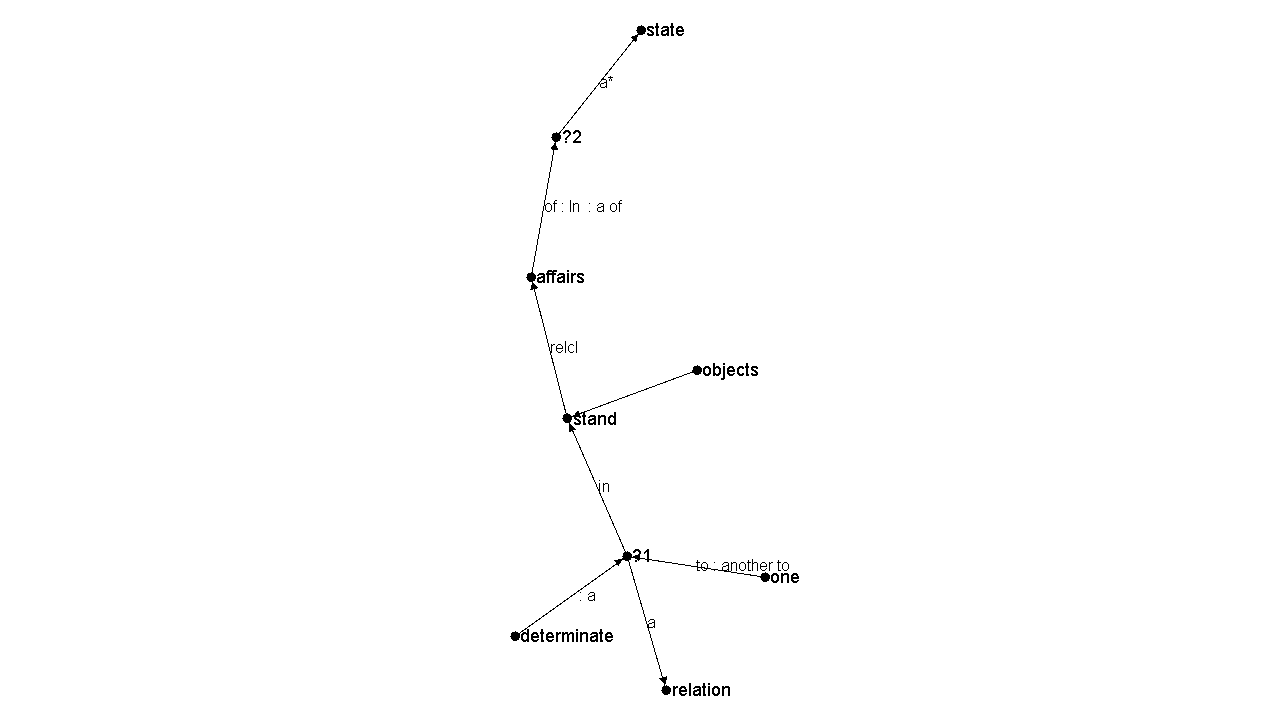 state
a*
?2
of : In : a of
affairs
relcl
objects
stand
in
?1
to : another to
one
: a
a
determinate
relation